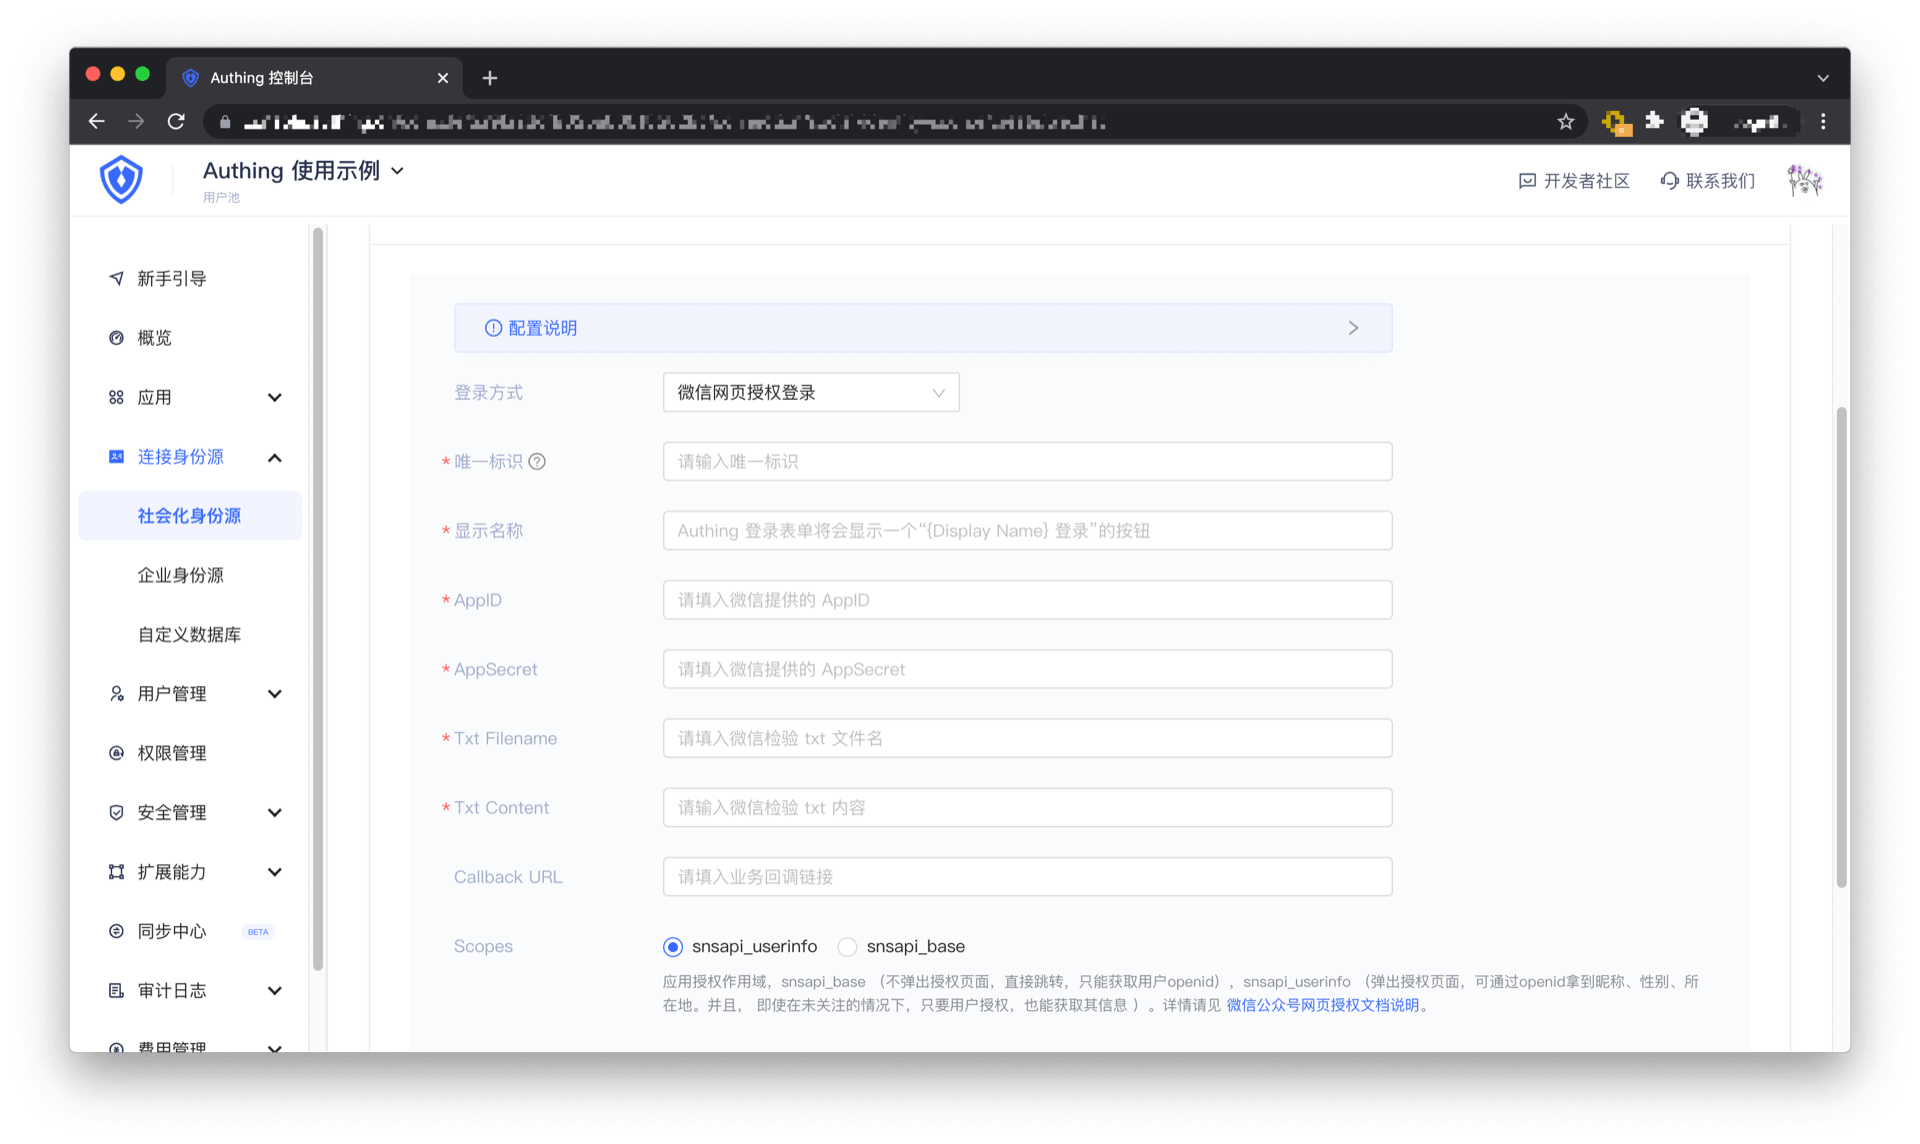 Authing 控制台
Authing 使用示例
用户池
开发者社区
联系我们
新手引导
概览
应用
连接身份源
社会化身份源
企业身份源
自定义数据库
用户管理
权限管理
安全管理
扩展能力
同步中心 BETA
审计日志
费用管理
配置说明
登录方式 微信网页授权登录
* 唯一标识 请输入唯一标识
* 显示名称 Authing 登录表单将会显示一个“{Display Name} 登录”的按钮
* AppID 请填入微信提供的 AppID
* AppSecret 请填入微信提供的 AppSecret
* Txt Filename 请填入微信检验 txt 文件名
* Txt Content 请输入微信检验 txt 内容
Callback URL 请填入业务回调链接
Scopes snsapi_userinfo snsapi_base
应用授权作用域，snsapi_base （不弹出授权页面，直接跳转，只能获取用户openid），snsapi_userinfo （弹出授权页面，可通过openid拿到昵称、性别、所
在地。并且， 即使在未关注的情况下，只要用户授权，也能获取其信息 ）。详情请见 微信公众号网页授权文档说明。